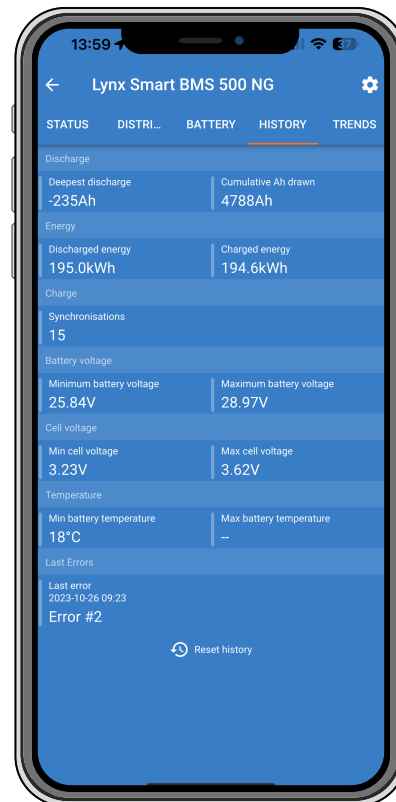 13:59
37
Lynx Smart BMS 500 NG
STATUS DISTRI... BATTERY HISTORY TRENDS
Discharge
Deepest discharge Cumulative Ah drawn
-235Ah 4788Ah
Energy
Discharged energy Charged energy
195.0kWh 194.6kWh
Charge
Synchronisations
15
Battery voltage
Minimum battery voltage Maximum battery voltage
25.84V 28.97V
Cell voltage
Min cell voltage Max cell voltage
3.23V 3.62V
Temperature
Min battery temperature Max battery temperature
18°C --
Last Errors
Last error
2023-10-26 09:23
Error #2
Reset history